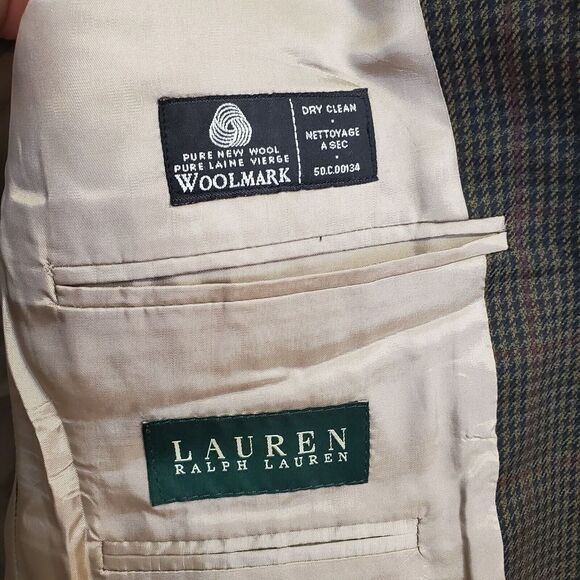 PURE NEW WOOL
PURE LAINE VIERGE
WOOLMARK
DRY CLEAN
•
NETTOYAGE
A SEC
•
50.C.00134
LAUREN
RALPH LAUREN